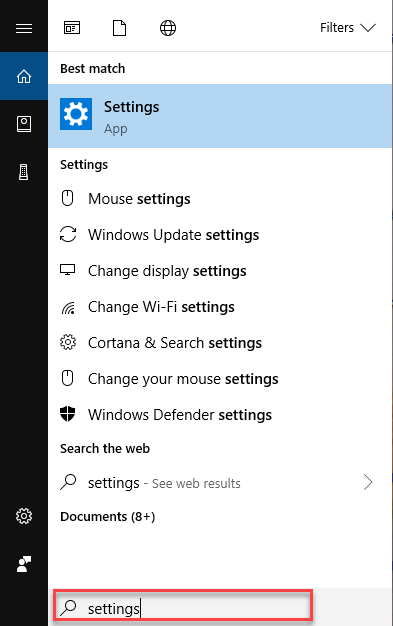 Filters
Best match
Settings
App
Settings
Mouse settings
Windows Update settings
Change display settings
Change Wi-Fi settings
Cortana & Search settings
Change your mouse settings
Windows Defender settings
Search the web
settings - See web results
Documents (8+)
settings